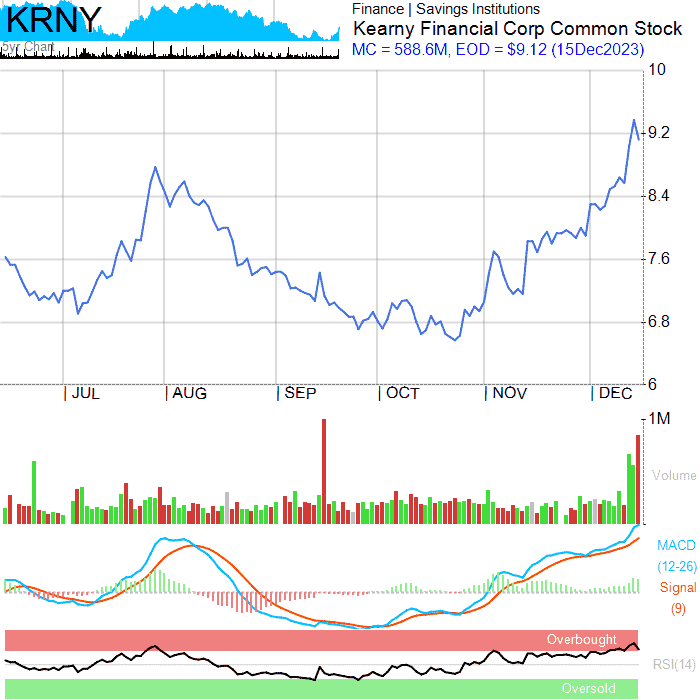 KRNY
5yr Chart
Finance | Savings Institutions
Kearny Financial Corp Common Stock
MC = 588.6M, EOD = $9.12 (15Dec2023)
10
9.2
8.4
7.6
6.8
6
| JUL | AUG | SEP | OCT | NOV | DEC
1M
Volume
MACD
(12-26)
Signal
(9)
Overbought
RSI(14)
Oversold